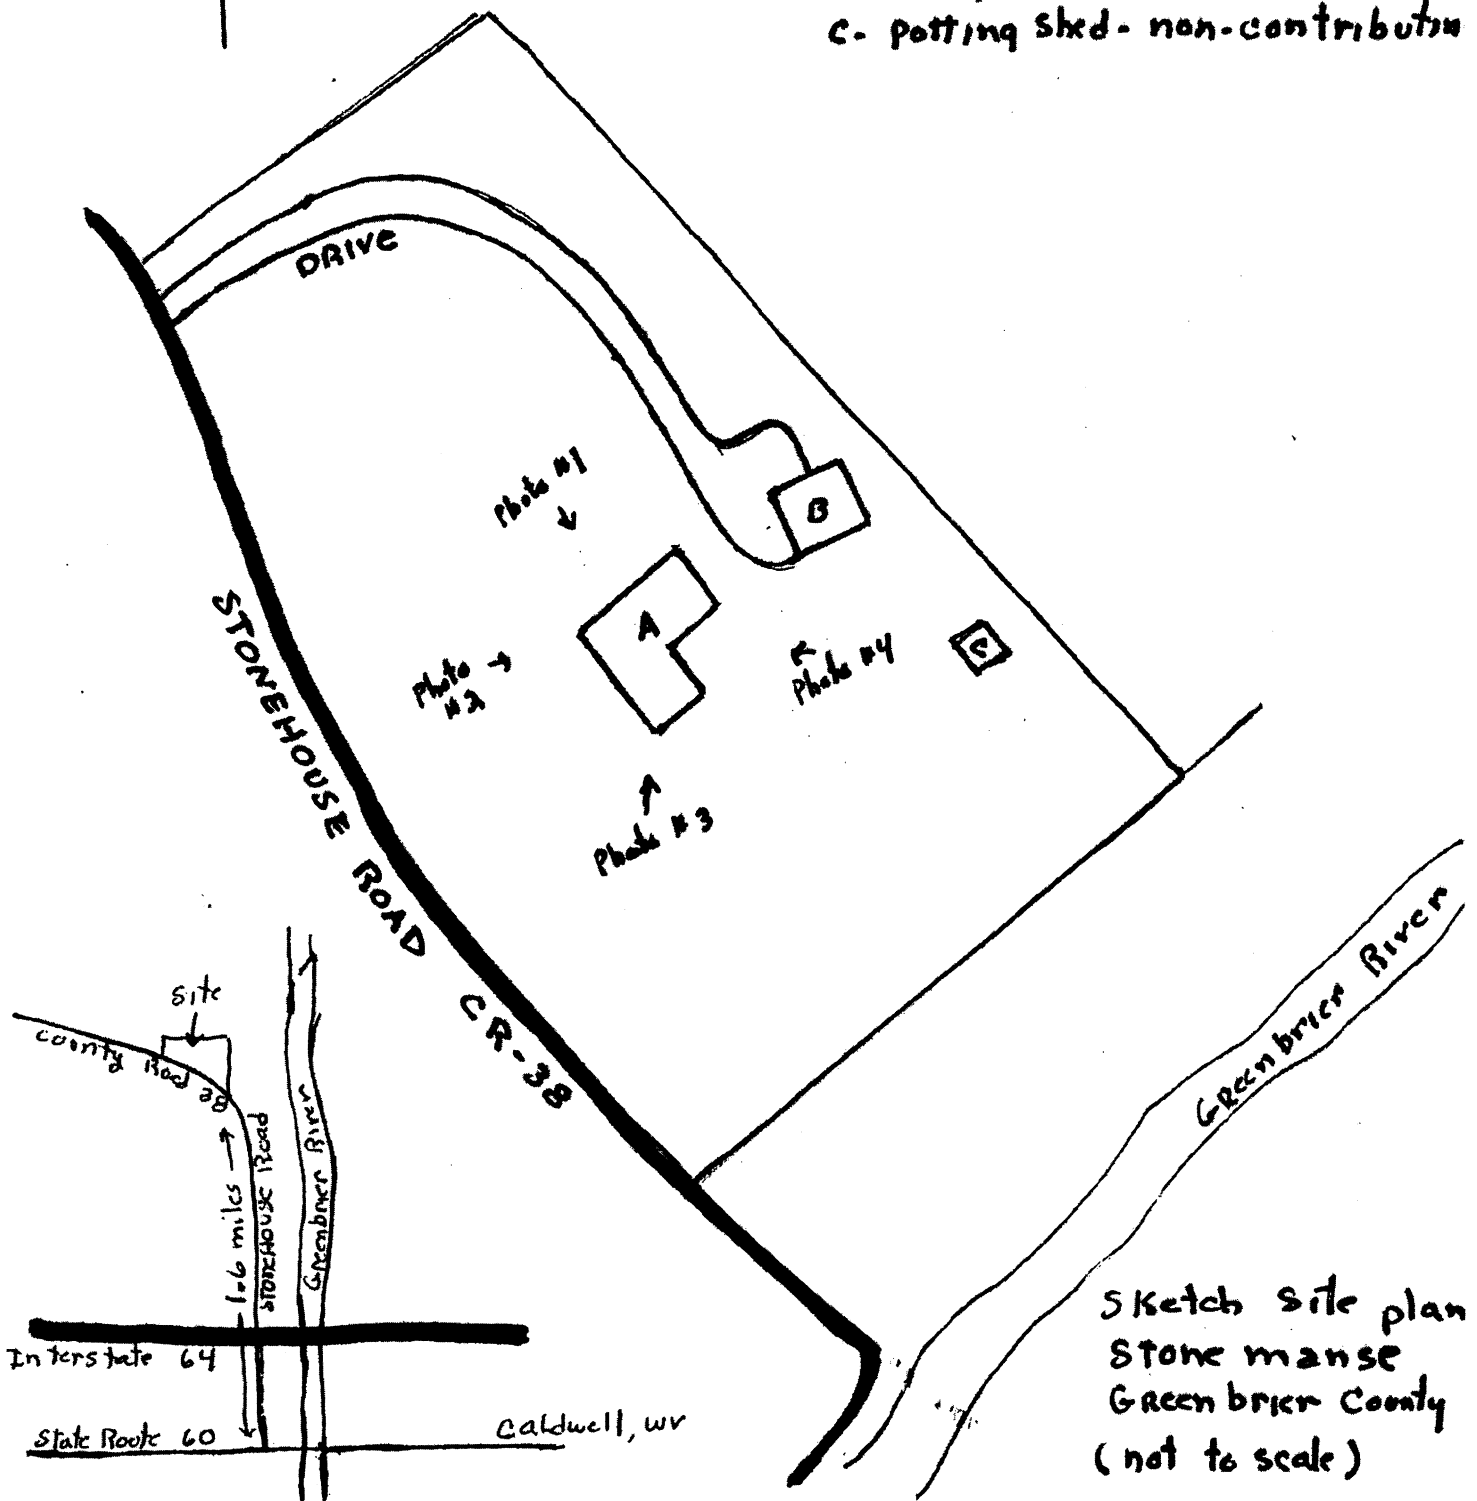 C- Potting Shed- non-contributin
DRIVE
Photo #1
B
A
C
Photo
#2
Photo #4
Photo #3
STONEHOUSE ROAD CR-38
Greenbrier River
Site
County Road 38
1.6 miles
STONEHOUSE Road
Greenbrier River
Interstate 64
State Route 60
Caldwell, WV
Sketch Site plan
Stone manse
Greenbrier County
(not to scale)